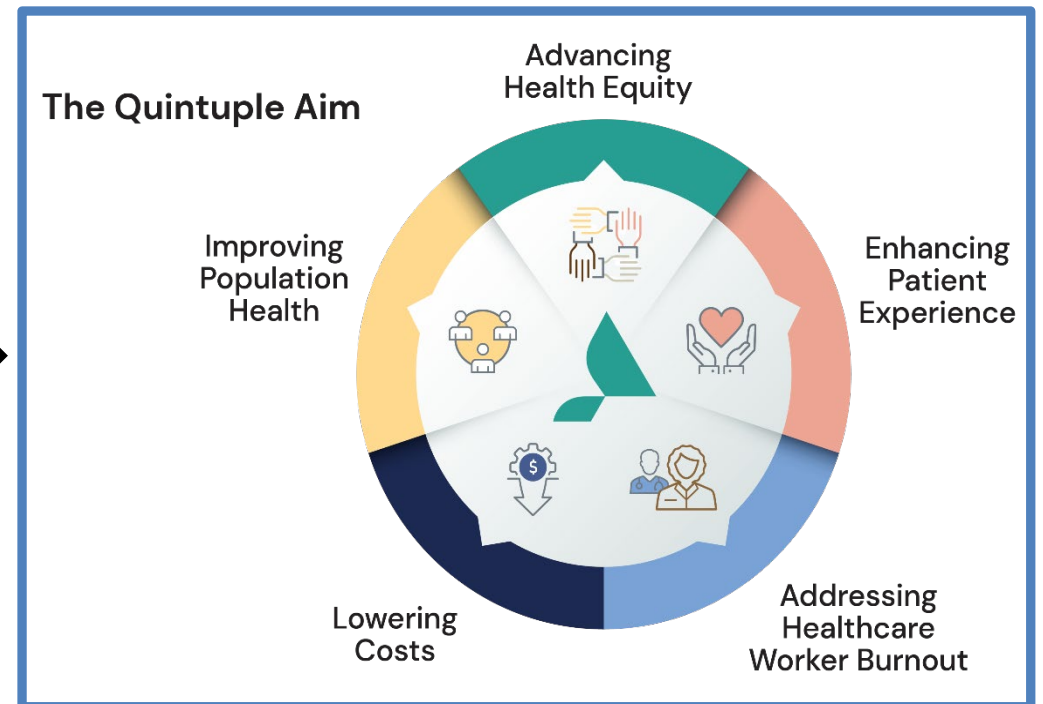 The Quintuple Aim
Advancing
Health Equity
Enhancing
Patient
Experience
Addressing
Healthcare
Worker Burnout
Lowering
Costs
Improving
Population
Health
$